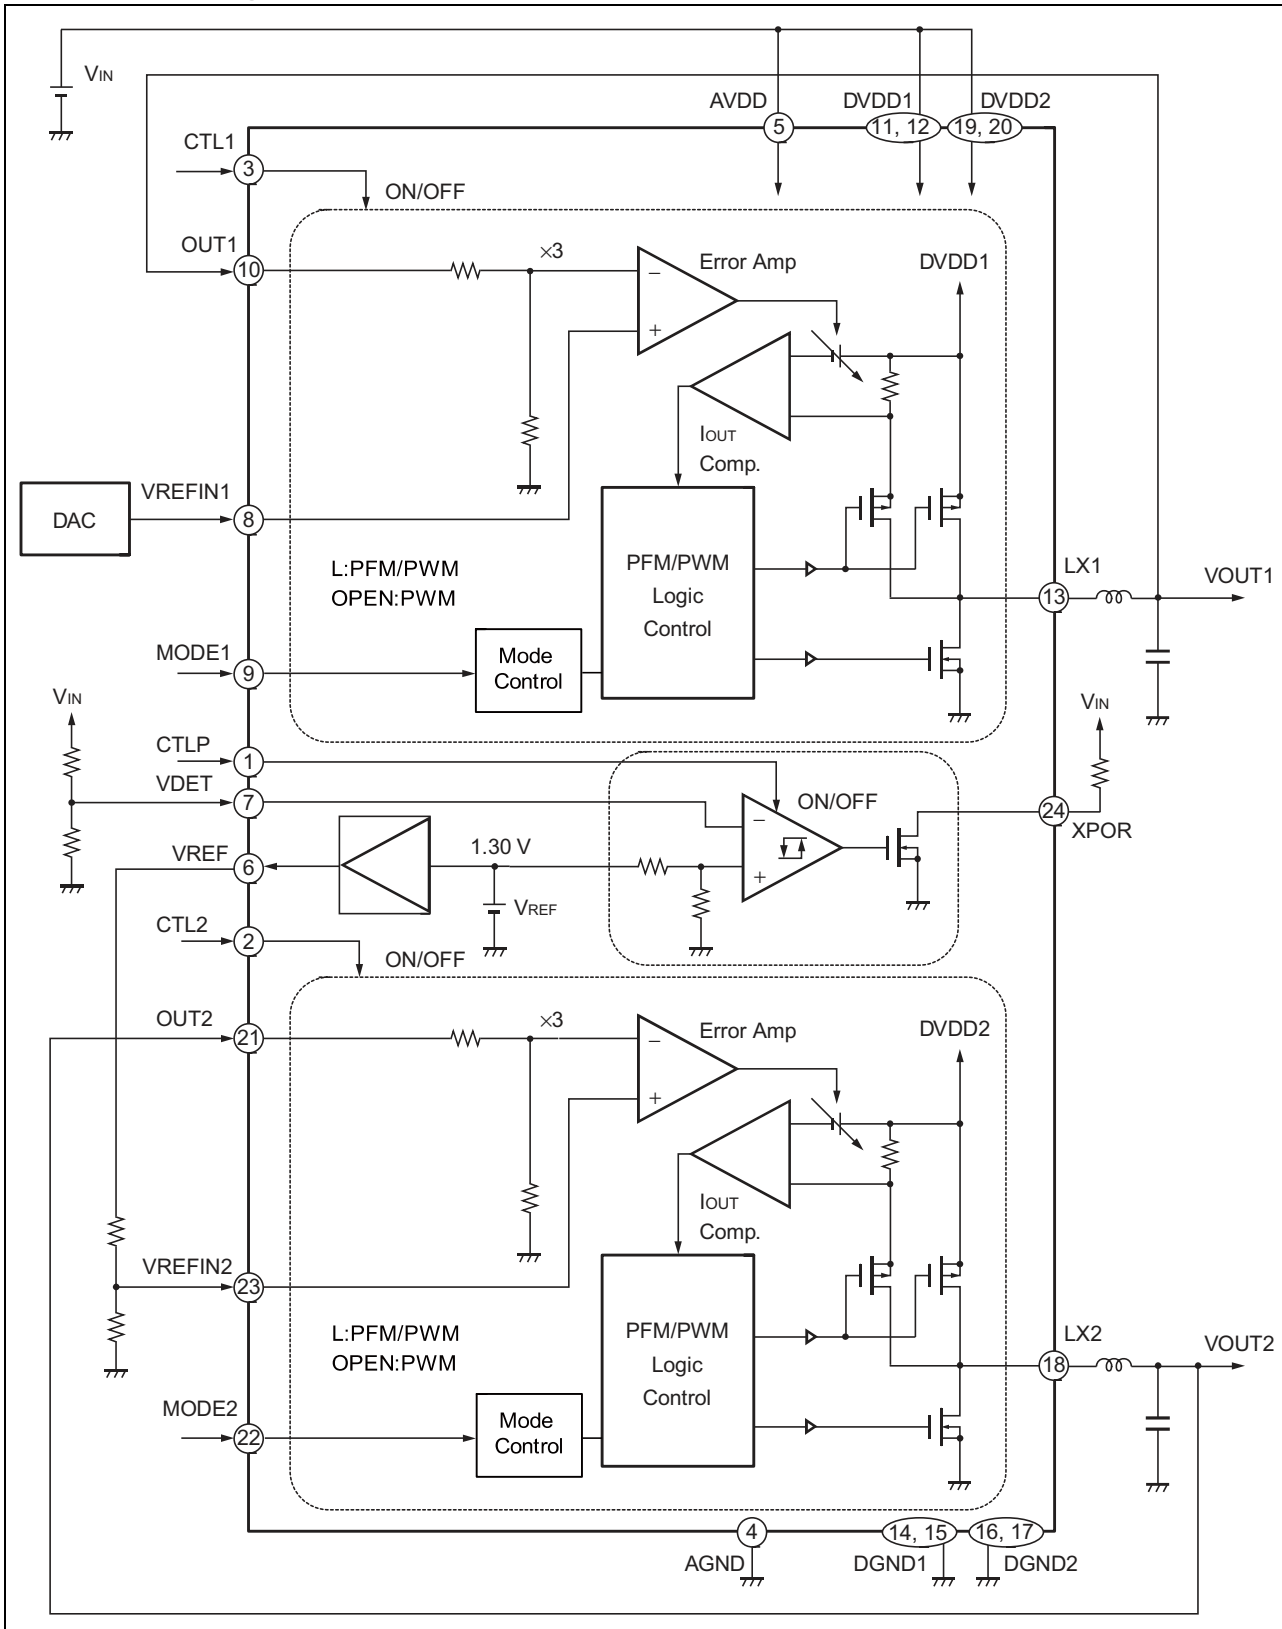 VIN
AVDD
DVDD1
DVDD2
5
11, 12
19, 20
CTL1
3
ON/OFF
OUT1
10
×3
Error Amp
DVDD1
−
+
IOUT
Comp.
DAC
VREFIN1
8
L:PFM/PWM
OPEN:PWM
PFM/PWM
Logic
Control
LX1
13
VOUT1
MODE1
9
Mode
Control
VIN
VIN
CTLP
1
VDET
7
ON/OFF
−
+
24
XPOR
VREF
6
1.30 V
VREF
CTL2
2
ON/OFF
OUT2
21
×3
Error Amp
DVDD2
−
+
IOUT
Comp.
VREFIN2
23
L:PFM/PWM
OPEN:PWM
PFM/PWM
Logic
Control
LX2
18
VOUT2
MODE2
22
Mode
Control
4
14, 15
16, 17
AGND
DGND1
DGND2